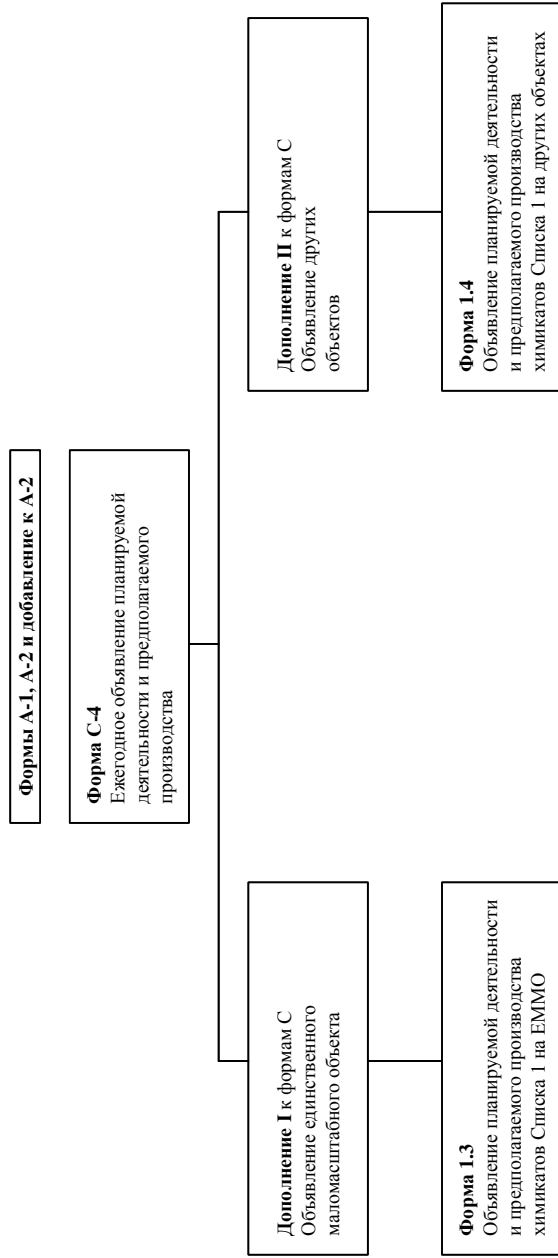 Формы А-1, А-2 и добавление к А-2
Форма С-4
Ежегодное объявление планируемой
деятельности и предполагаемого
производства
Дополнение I к формам С
Объявление единственного
маломасштабного объекта
Дополнение II к формам С
Объявление других
объектов
Форма 1.3
Объявление планируемой деятельности
и предполагаемого производства
химикатов Списка 1 на ЕММО
Форма 1.4
Объявление планируемой деятельности
и предполагаемого производства
химикатов Списка 1 на других объектах